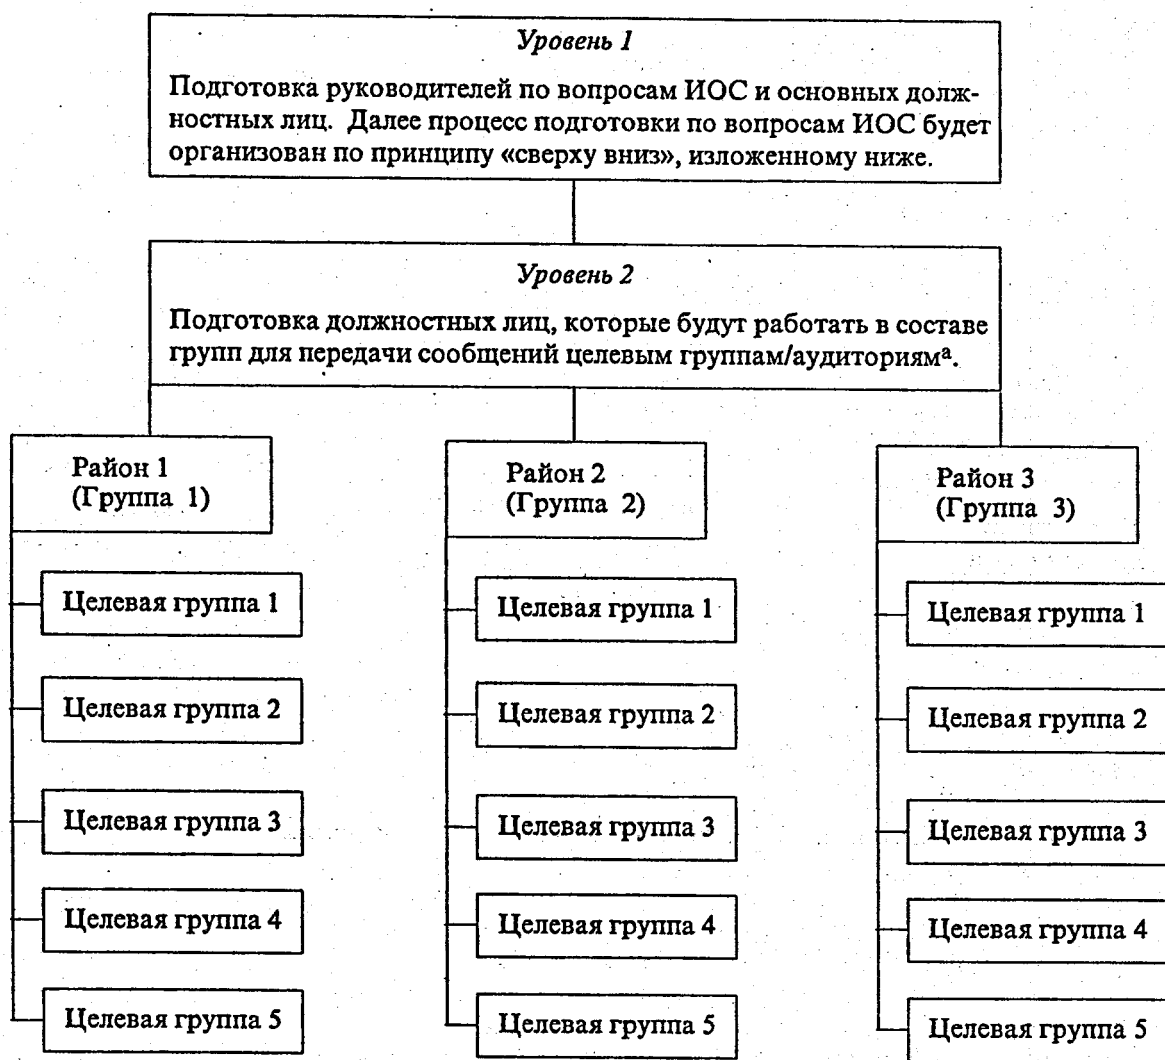 Уровень 1
Подготовка руководителей по вопросам ИОС и основных долж-
ностных лиц. Далее процесс подготовки по вопросам ИОС будет
организован по принципу «сверху вниз», изложенному ниже.
Уровень 2
Подготовка должностных лиц, которые будут работать в составе
групп для передачи сообщений целевым группам/аудиториямª.
Район 1
(Группа 1)
Целевая группа 1
Целевая группа 2
Целевая группа 3
Целевая группа 4
Целевая группа 5
Район 2
(Группа 2)
Целевая группа 1
Целевая группа 2
Целевая группа 3
Целевая группа 4
Целевая группа 5
Район 3
(Группа 3)
Целевая группа 1
Целевая группа 2
Целевая группа 3
Целевая группа 4
Целевая группа 5